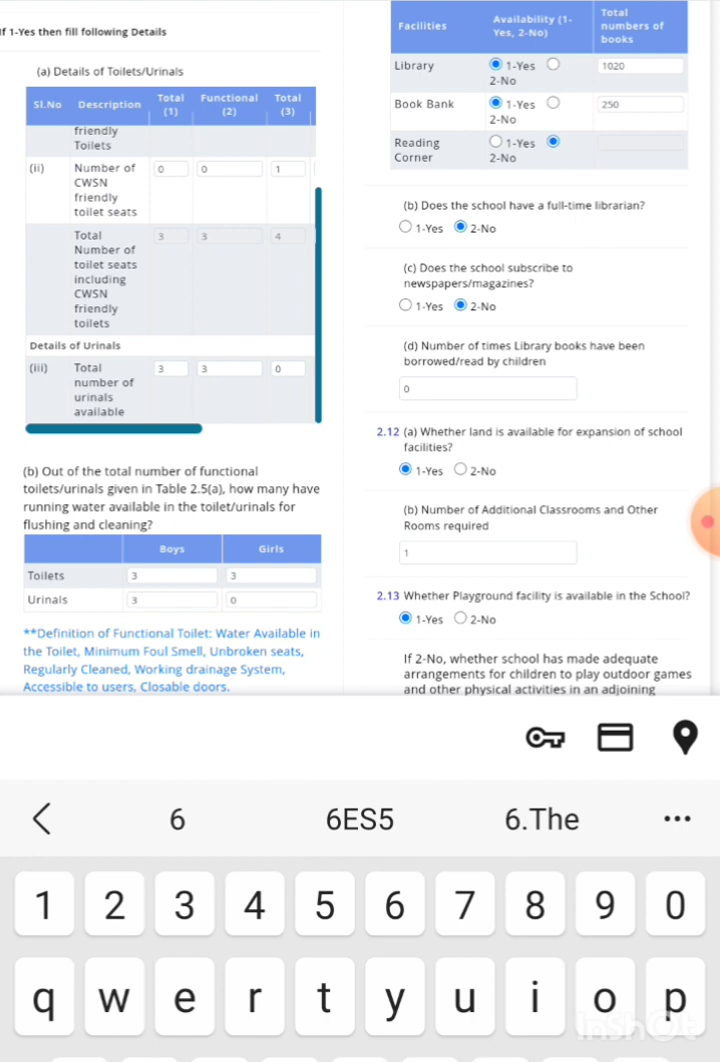 If 1-Yes then fill following Details
(a) Details of Toilets/Urinals
Sl.No Description Total (1) Functional (2) Total (3)
friendly
Toilets
(ii) Number of 0 0 1
CWSN
friendly
toilet seats
Total 3 3 4
Number of
toilet seats
including
CWSN
friendly
toilets
Details of Urinals
(iii) Total 3 3 0
number of
urinals
available
(b) Out of the total number of functional
toilets/urinals given in Table 2.5(a), how many have
running water available in the toilet/urinals for
flushing and cleaning?
Boys Girls
Toilets 3 3
Urinals 3 0
**Definition of Functional Toilet: Water Available in
the Toilet, Minimum Foul Smell, Unbroken seats,
Regularly Cleaned, Working drainage System,
Accessible to users, Closable doors.
Facilities Availability (1- Total
Yes, 2-No) numbers of
books
Library 1-Yes 1020
2-No
Book Bank 1-Yes 250
2-No
Reading 1-Yes
Corner 2-No
(b) Does the school have a full-time librarian?
1-Yes 2-No
(c) Does the school subscribe to
newspapers/magazines?
1-Yes 2-No
(d) Number of times Library books have been
borrowed/read by children
0
2.12 (a) Whether land is available for expansion of school
facilities?
1-Yes 2-No
(b) Number of Additional Classrooms and Other
Rooms required
1
2.13 Whether Playground facility is available in the School?
1-Yes 2-No
If 2-No, whether school has made adequate
arrangements for children to play outdoor games
and other physical activities in an adjoining
6 6ES5 6.The
1 2 3 4 5 6 7 8 9 0
q w e r t y u i o p
InShOt